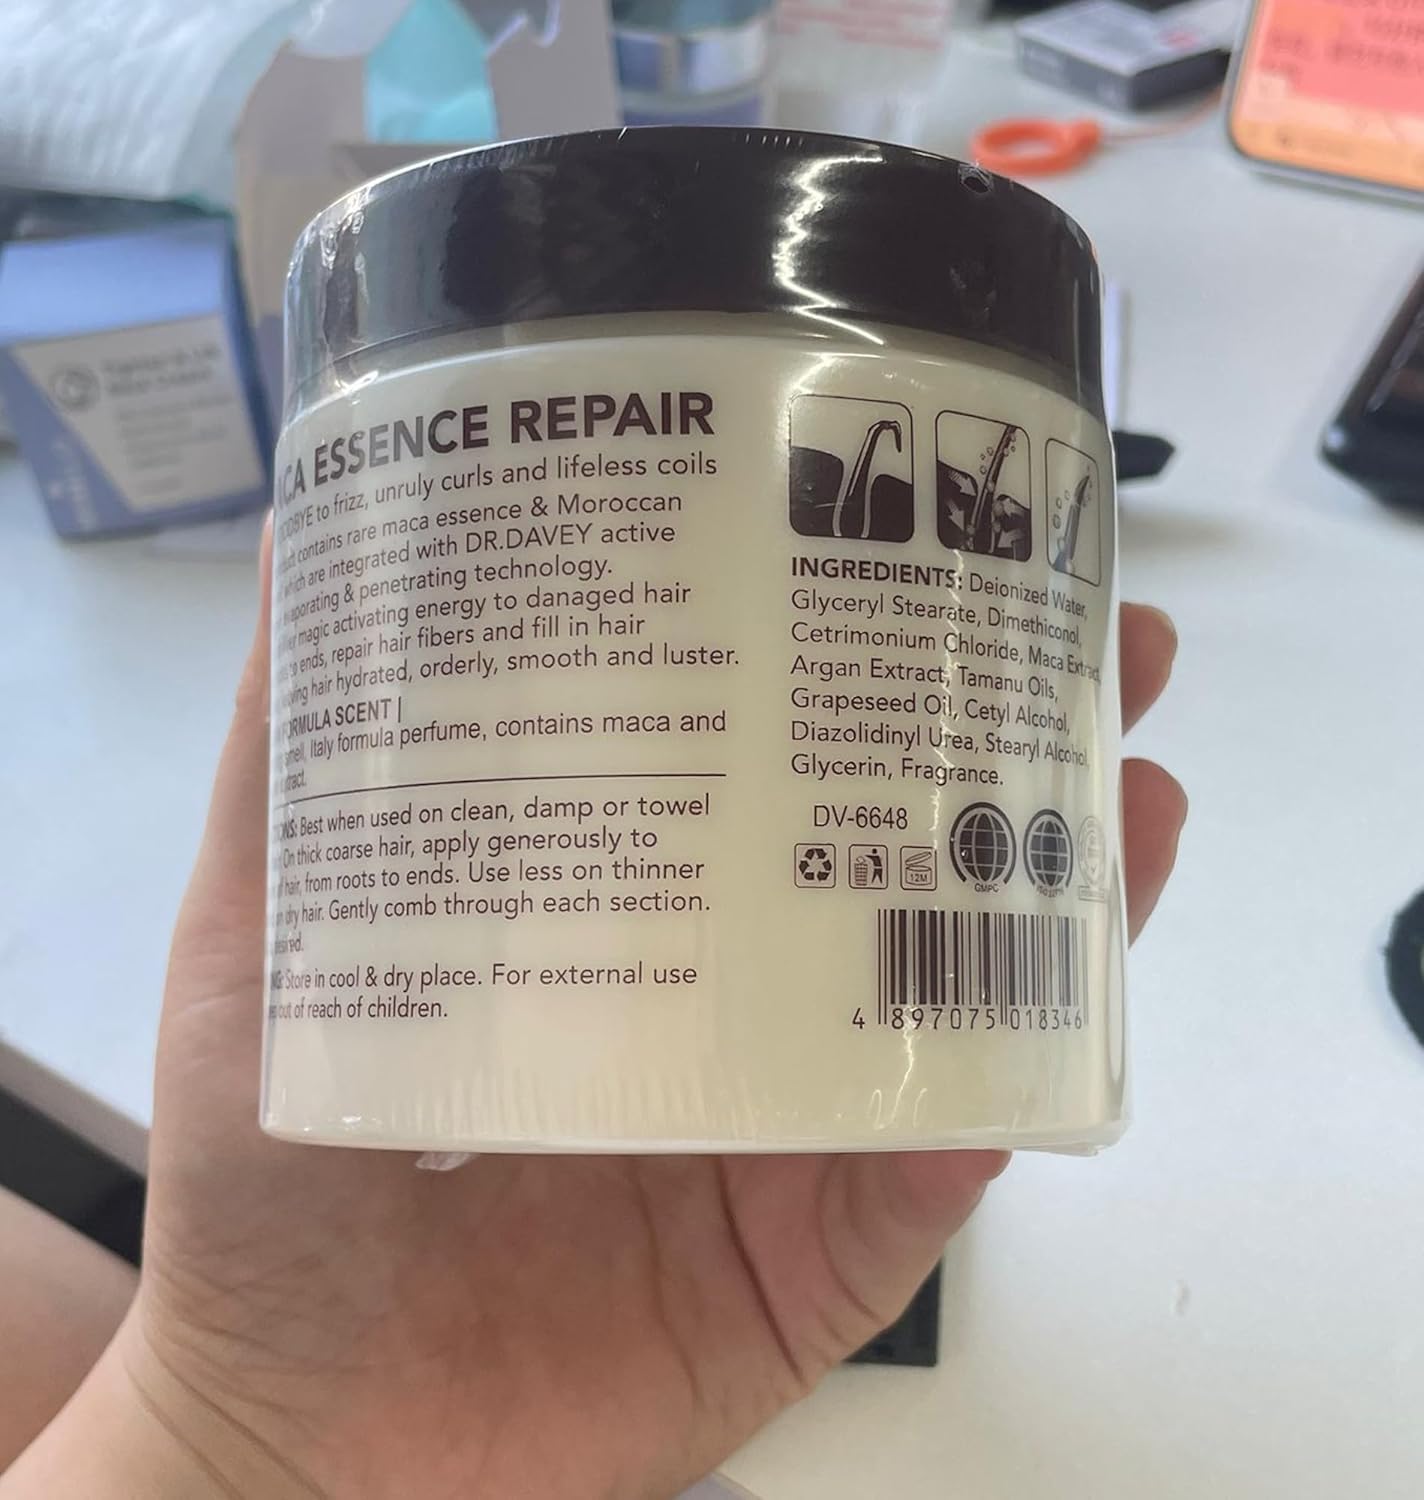 ESSENCE REPAIR
to frizz, unruly curls and lifeless coils
contains rare maca essence & Moroccan
which are integrated with DR.DAVEY active
& penetrating technology.
magic activating energy to danaged hair
ends, repair hair fibers and fill in hair
hair hydrated, orderly, smooth and luster.
FORMULA SCENT |
Italy formula perfume, contains maca and
Best when used on clean, damp or towel
On thick coarse hair, apply generously to
hair, from roots to ends. Use less on thinner
dry hair. Gently comb through each section.
Store in cool & dry place. For external use
out of reach of children.
INGREDIENTS: Deionized Water,
Glyceryl Stearate, Dimethiconol,
Cetrimonium Chloride, Maca Extract,
Argan Extract, Tamanu Oils,
Grapeseed Oil, Cetyl Alcohol,
Diazolidinyl Urea, Stearyl Alcohol,
Glycerin, Fragrance.
DV-6648
12M
GMPC
4 897075 018346